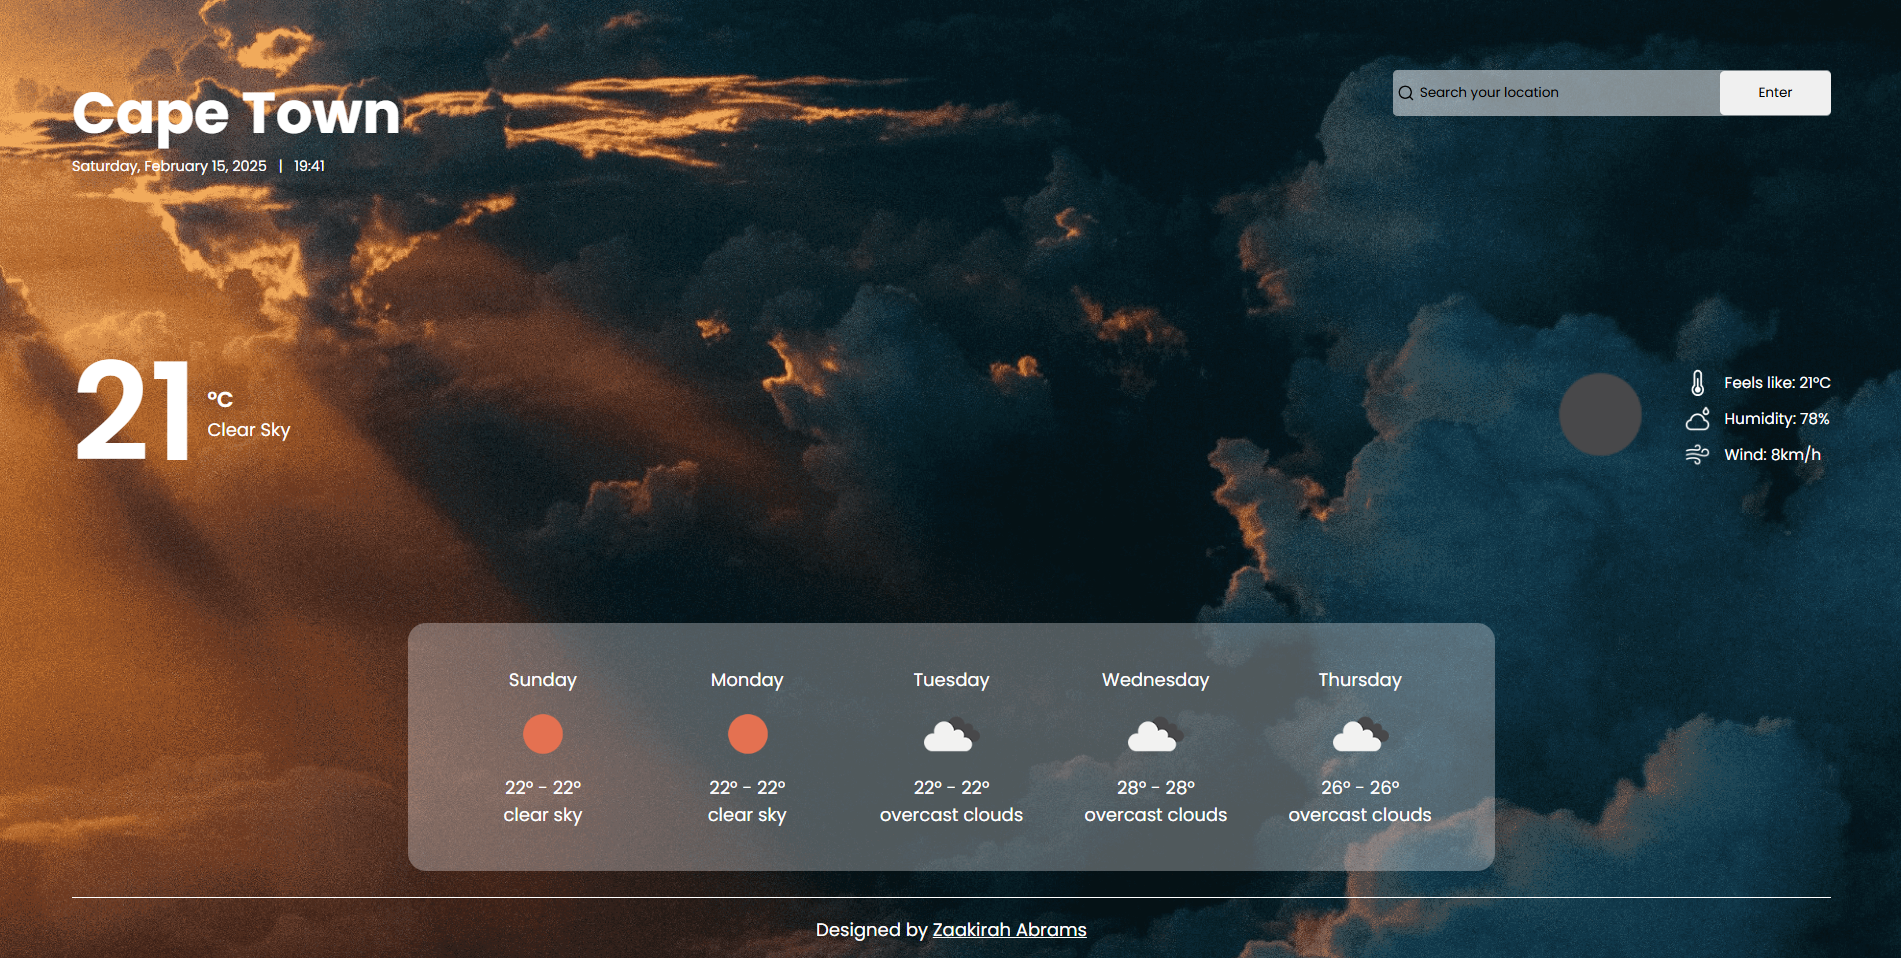 Cape Town
Saturday, February 15, 2025 | 19:41
Search your location
Enter
21
°C
Clear Sky
Feels like: 21°C
Humidity: 78%
Wind: 8km/h
Sunday
22° - 22°
clear sky
Monday
22° - 22°
clear sky
Tuesday
22° - 22°
overcast clouds
Wednesday
28° - 28°
overcast clouds
Thursday
26° - 26°
overcast clouds
Designed by Zaakirah Abrams